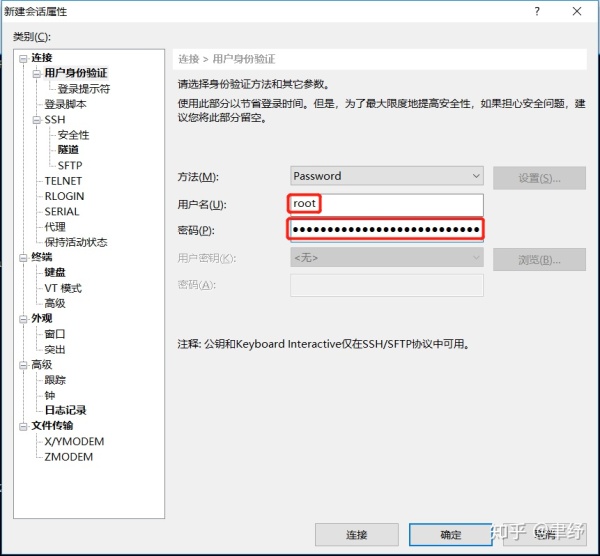 新建会话属性
?
×
类别(C):
连接
用户身份验证
登录提示符
登录脚本
SSH
安全性
隧道
SFTP
TELNET
RLOGIN
SERIAL
代理
保持活动状态
终端
键盘
VT 模式
高级
外观
窗口
突出
高级
跟踪
钟
日志记录
文件传输
X/YMODEM
ZMODEM
连接 > 用户身份验证
请选择身份验证方法和其它参数。
使用此部分以节省登录时间。但是，为了最大限度地提高安全性，如果担心安全问题，建
议您将此部分留空。
方法(M):
Password
设置(S)...
用户名(U):
root
密码(P):
用户密钥(K):
<无>
浏览(B)...
密码(A):
注释: 公钥和Keyboard Interactive仅在SSH/SFTP协议中可用。
连接
确定
取消
知乎 @聿纾